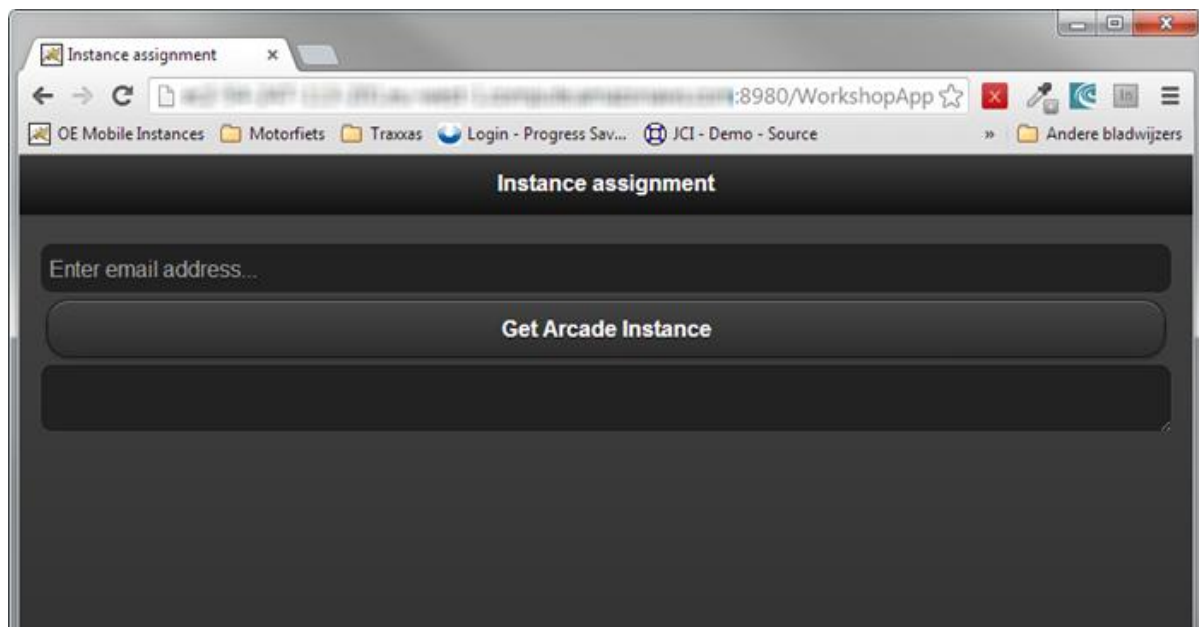 Instance assignment
:8980/WorkshopApp
OE Mobile Instances Motorfiets Traxxas Login - Progress Sav... JCI - Demo - Source » Andere bladwijzers
Instance assignment
Enter email address...
Get Arcade Instance